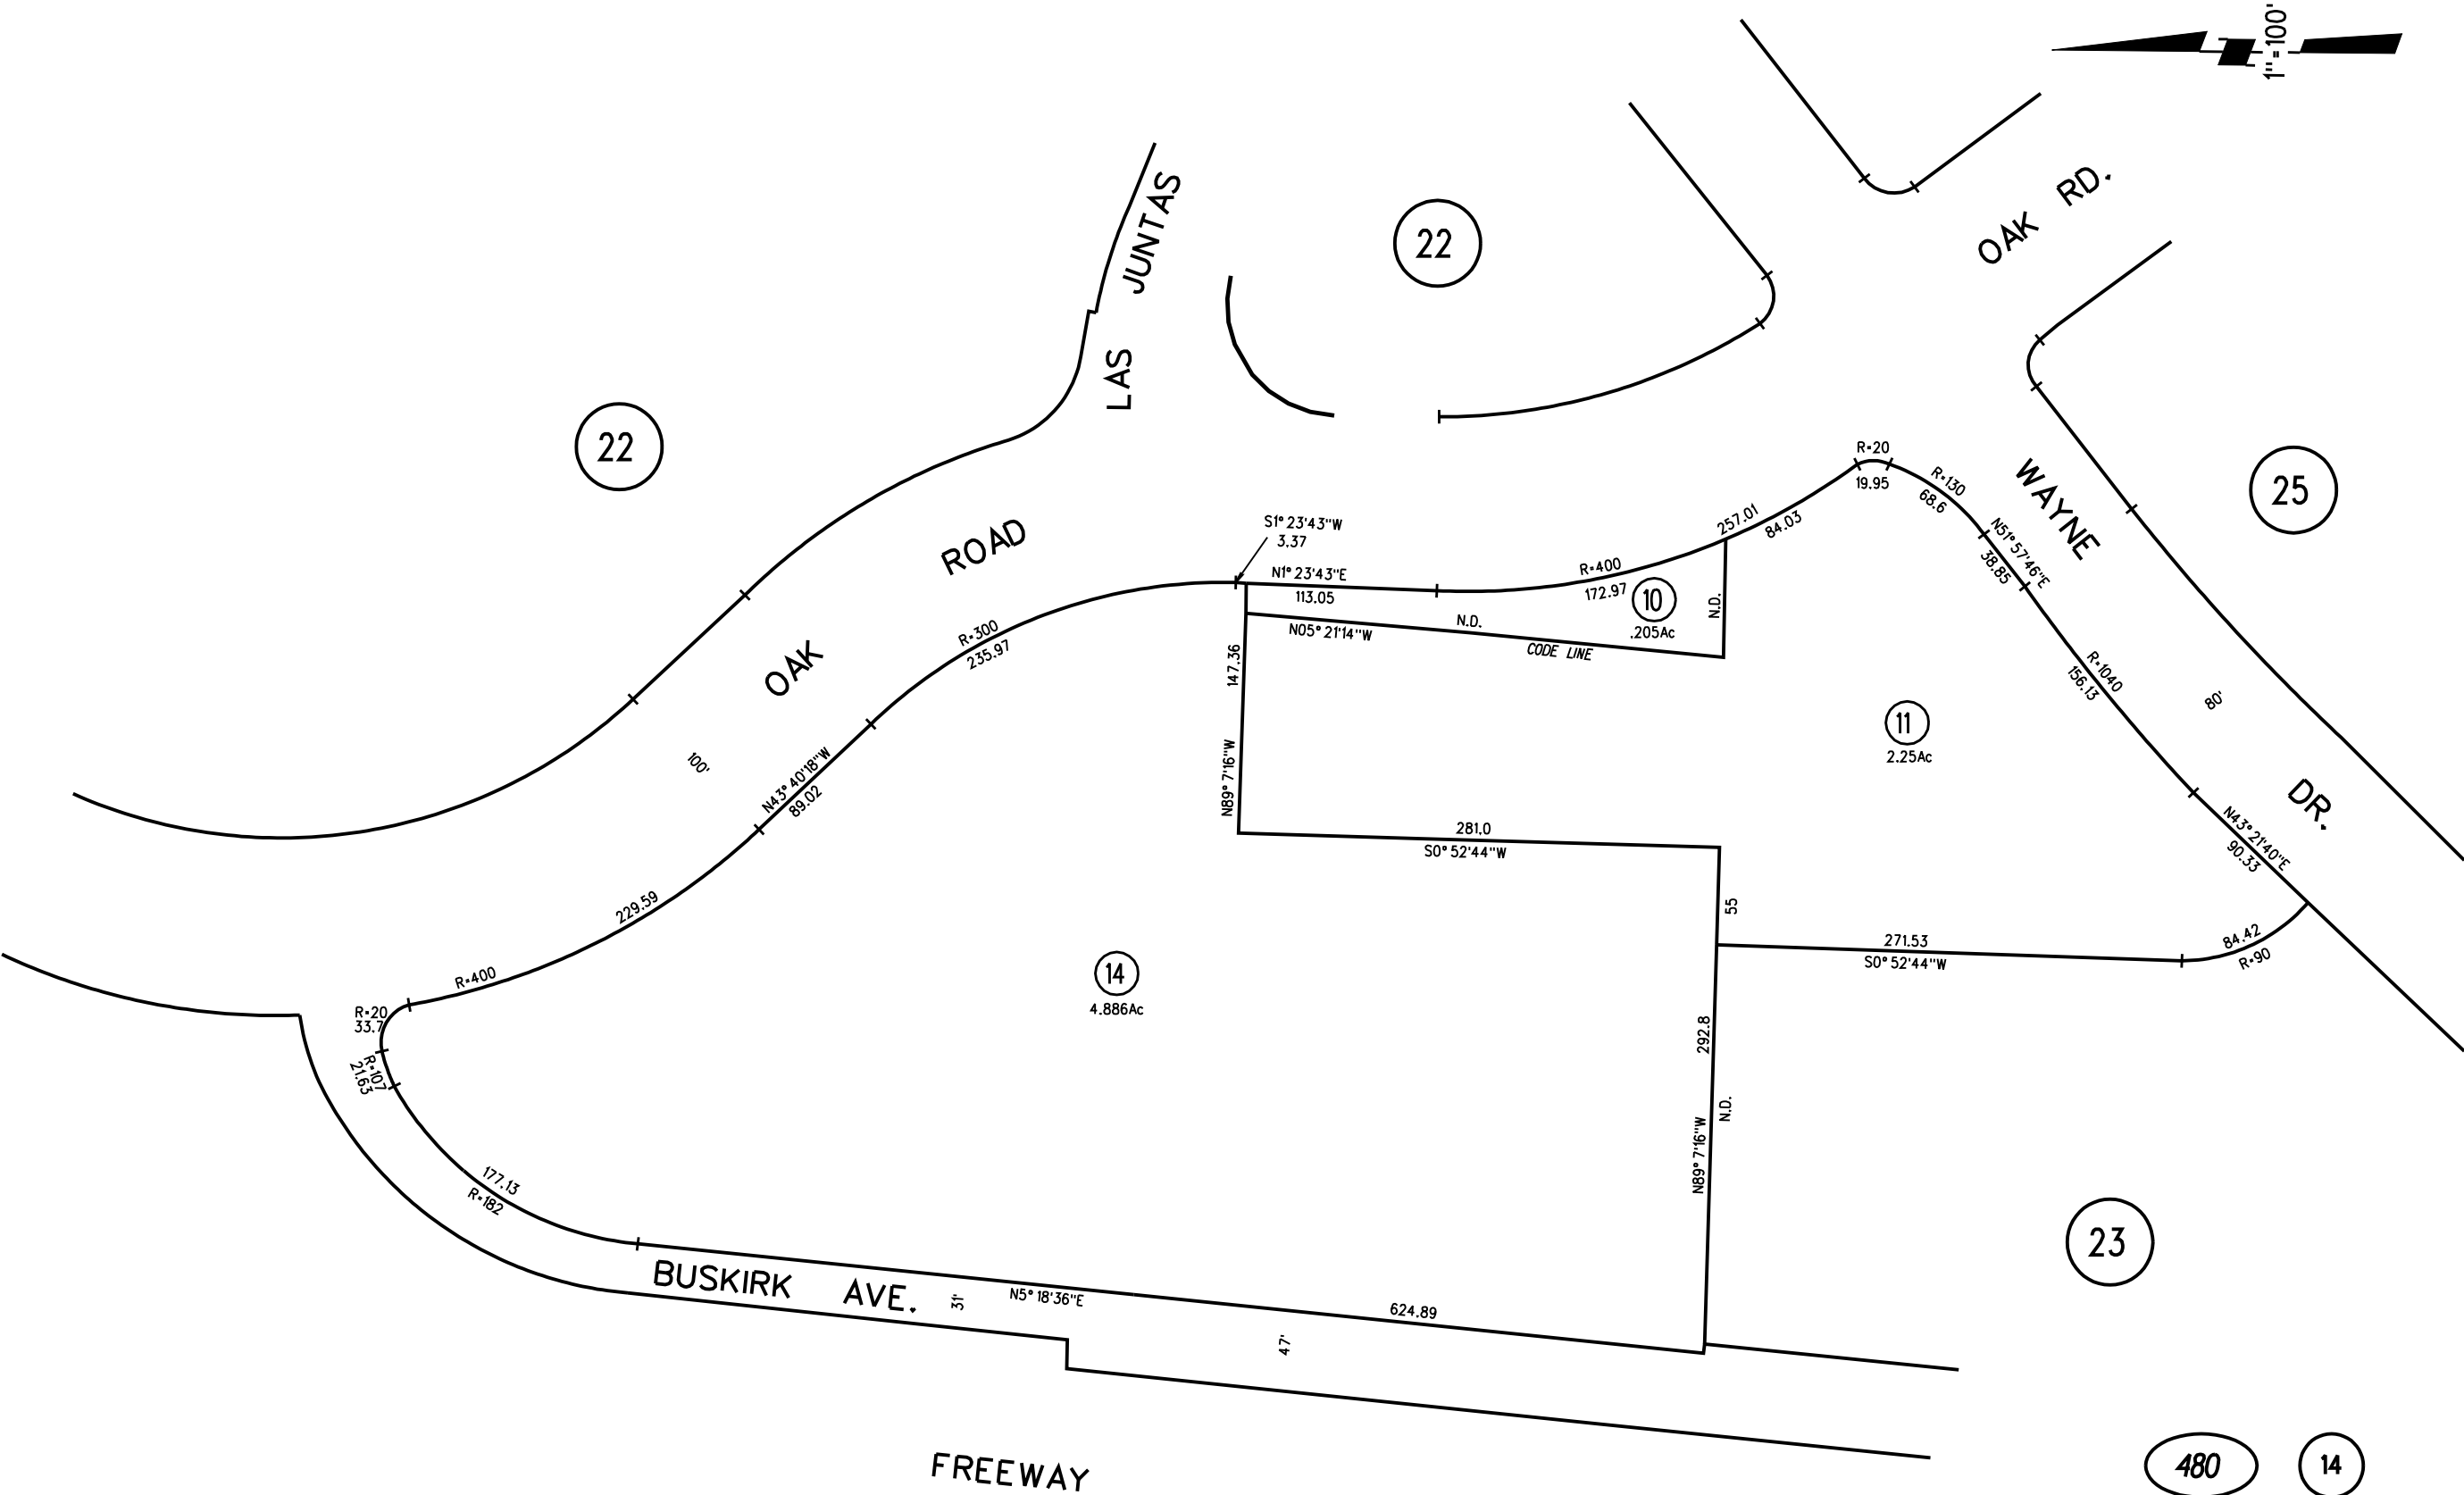 1"=100'
OAK RD.
LAS JUNTAS
22
22
OAK ROAD
100'
WAYNE DR.
80'
25
S1°23'43"W
3.37
N1°23'43"E
113.05
R=400
172.97
257.01
84.03
R=20
19.95
R=130
68.6
N51°57'46"E
38.85
R=1040
156.13
N43°21'40"E
90.33
84.42
R=90
10
.205Ac
N.D.
N.D.
N05°21'14"W
CODE LINE
147.36
N89°7'16"W
11
2.25Ac
R=300
235.97
N43°40'18"W
89.02
229.59
R=400
R=20
33.7
R=107
21.63
177.13
R=182
281.0
S0°52'44"W
55
271.53
S0°52'44"W
14
4.886Ac
292.8
N.D.
N89°7'16"W
23
BUSKIRK AVE.
31'
N5°18'36"E
47'
624.89
FREEWAY
480
14